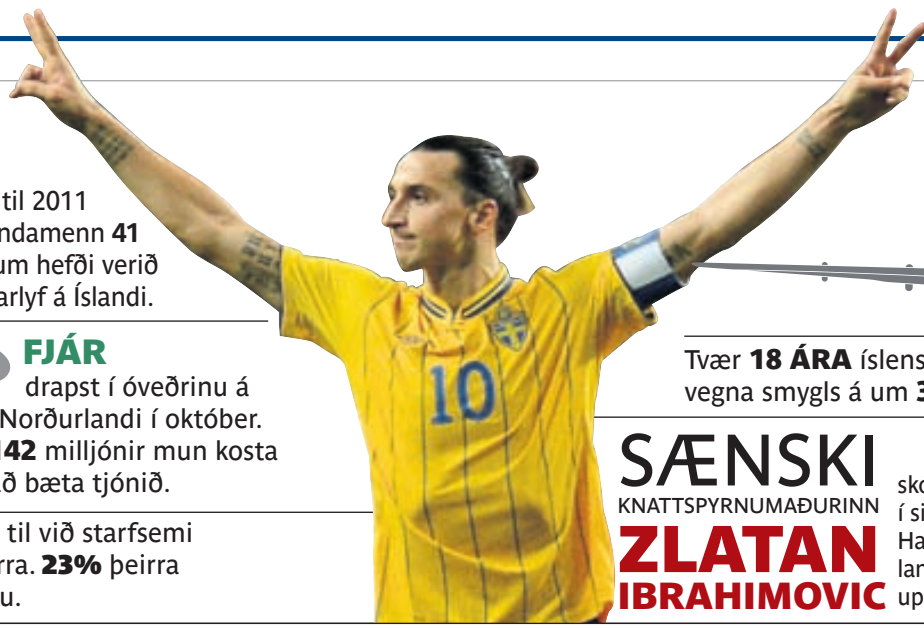 til 2011
ndamenn 41
um hefði verið
arlyf á Íslandi.
FJÁR
drapst í óveðrinu á
Norðurlandi í október.
142 milljónir mun kosta
ð bæta tjónið.
til við starfsemi
rra. 23% þeirra
u.
10
Tvær 18 ÁRA íslens
vegna smygls á um 3
SÆNSKI
KNATTSPYRNUMAÐURINN
ZLATAN
IBRAHIMOVIC
sko
í si
Ha
lan
up